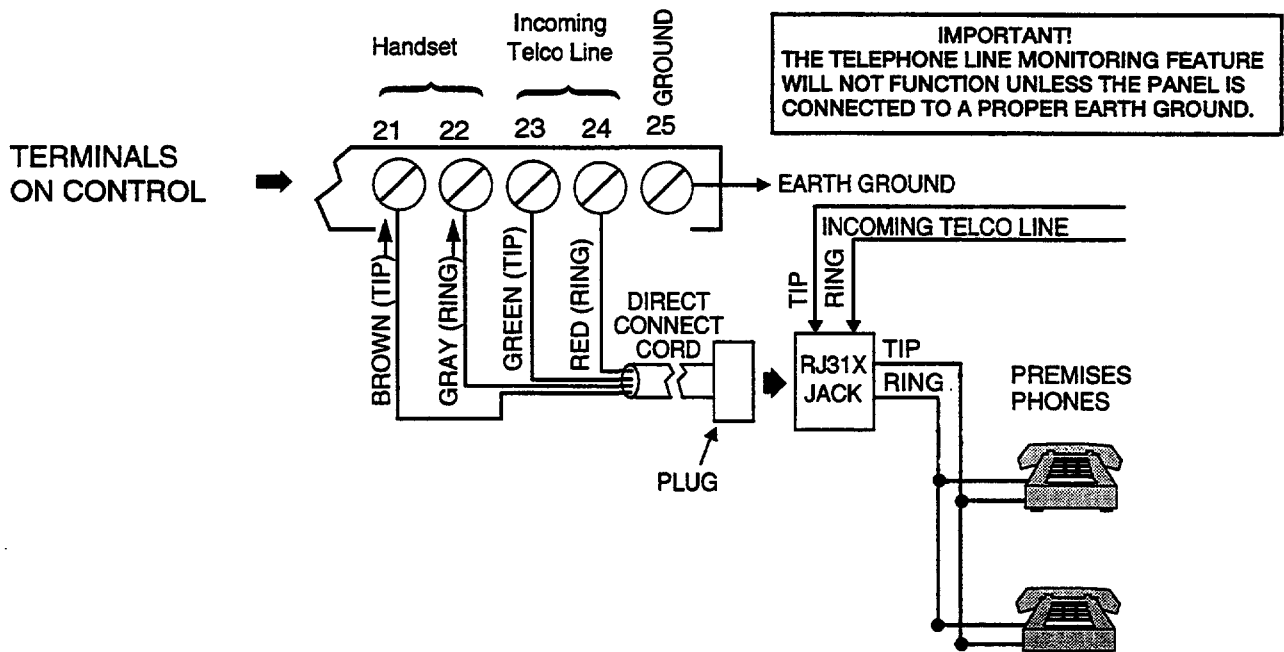 Handset
Incoming
Telco Line
GROUND
21 22 23 24 25
IMPORTANT!
THE TELEPHONE LINE MONITORING FEATURE
WILL NOT FUNCTION UNLESS THE PANEL IS
CONNECTED TO A PROPER EARTH GROUND.
TERMINALS
ON CONTROL
EARTH GROUND
INCOMING TELCO LINE
BROWN (TIP)
GRAY (RING)
GREEN (TIP)
RED (RING)
DIRECT
CONNECT
CORD
PLUG
TIP
RING
RJ31X
JACK
TIP
RING
PREMISES
PHONES